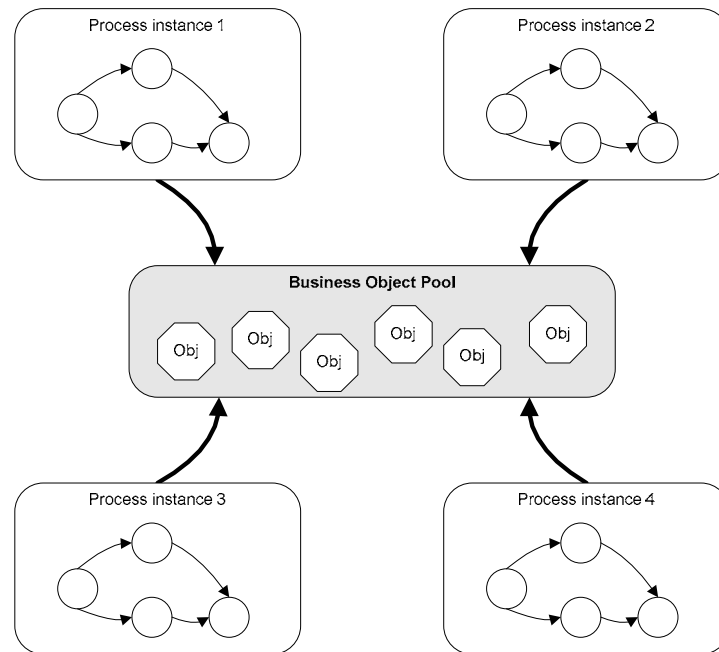 Process instance 1
Process instance 2
Business Object Pool
Obj
Obj
Obj
Obj
Obj
Obj
Process instance 3
Process instance 4